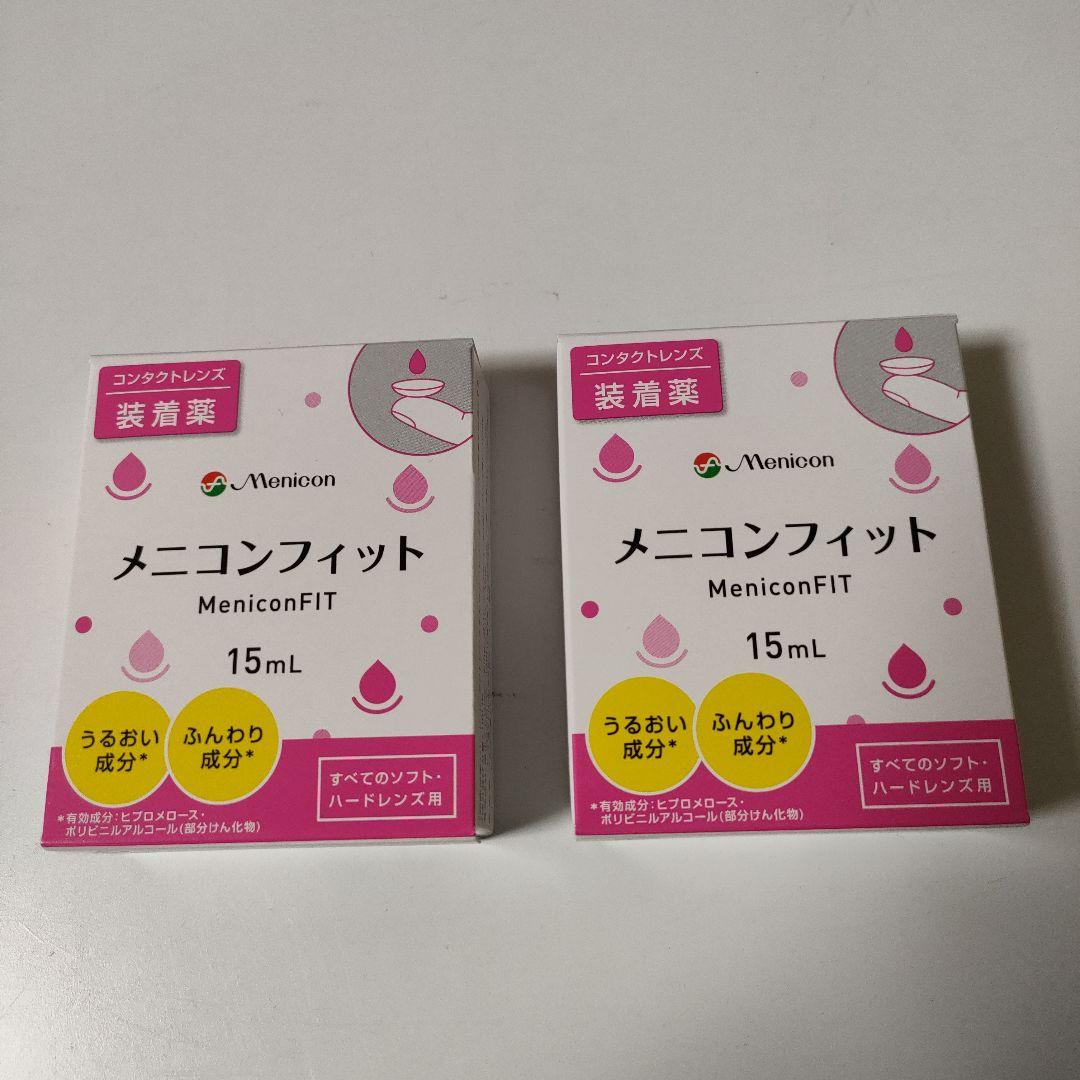 コンタクトレンズ
装着薬
Menicon
メニコンフィット
MeniconFIT
15mL
うるおい
成分*
ふんわり
成分*
すべてのソフト・
ハードレンズ用
*有効成分:ヒプロメロース・
ポリビニルアルコール(部分けん化物)
コンタクトレンズ
装着薬
Menicon
メニコンフィット
MeniconFIT
15mL
うるおい
成分*
ふんわり
成分*
すべてのソフト・
ハードレンズ用
*有効成分:ヒプロメロース・
ポリビニルアルコール(部分けん化物)